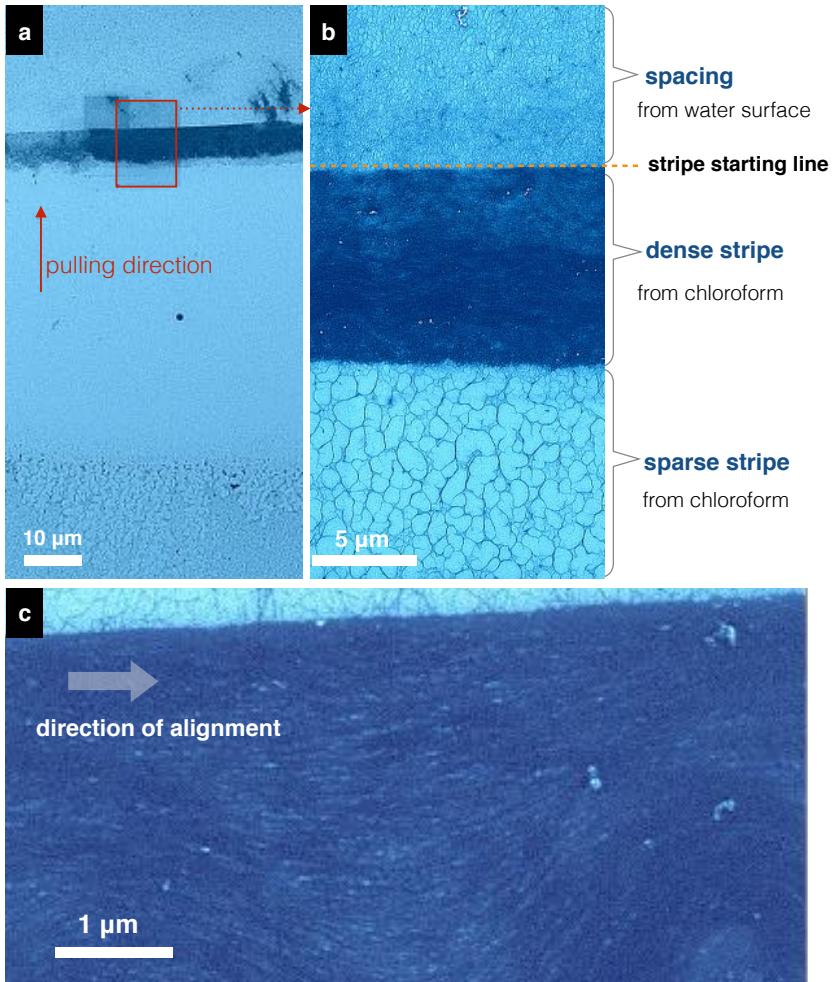 a
pulling direction
10 µm
b
5 µm
spacing
from water surface
stripe starting line
dense stripe
from chloroform
sparse stripe
from chloroform
c
direction of alignment
1 µm